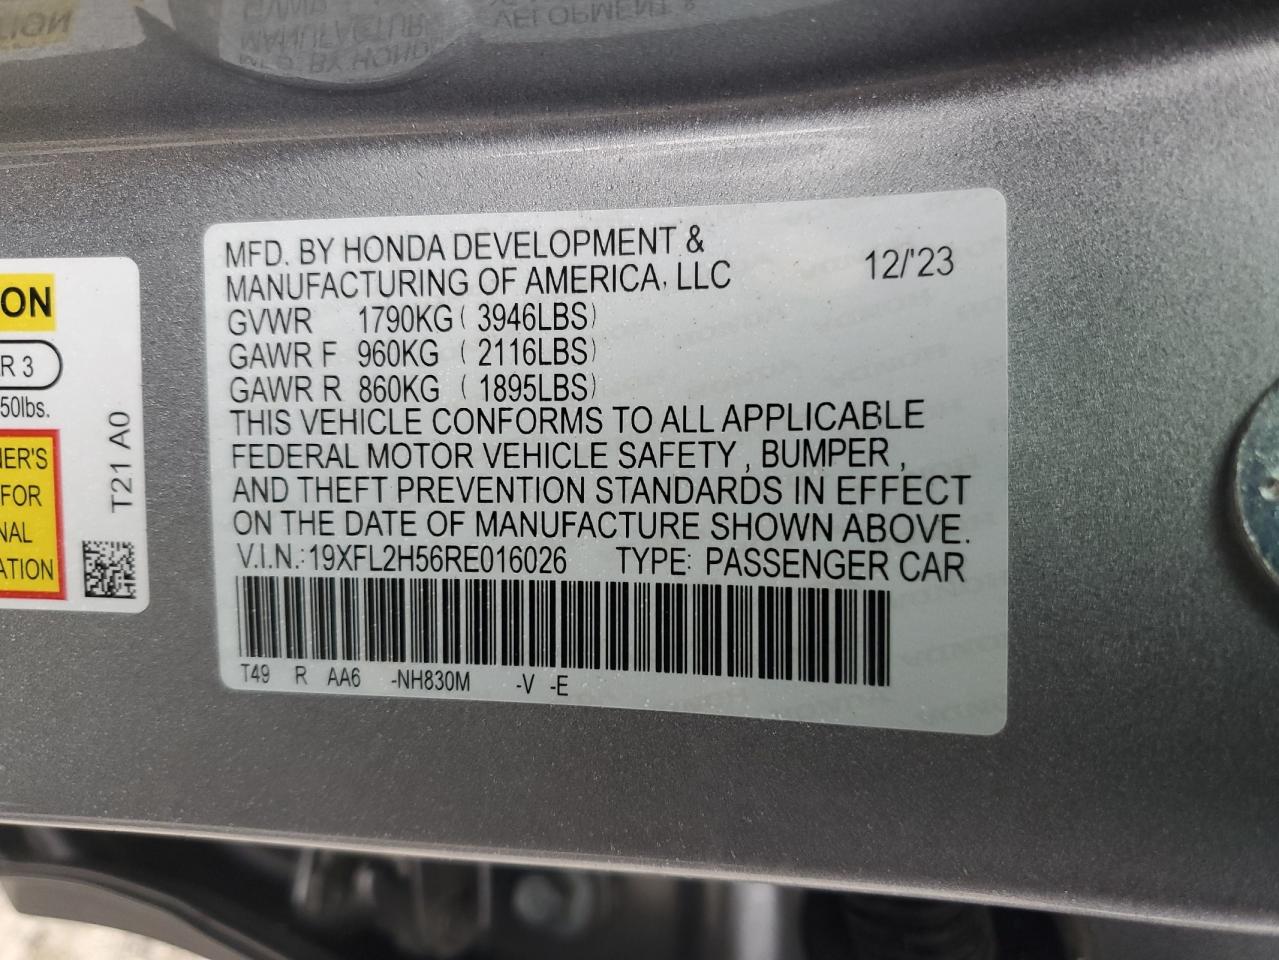 MFD. BY HONDA DEVELOPMENT &
MANUFACTURING OF AMERICA, LLC 12/'23
GVWR 1790KG ( 3946LBS)
GAWR F 960KG ( 2116LBS)
GAWR R 860KG ( 1895LBS)
THIS VEHICLE CONFORMS TO ALL APPLICABLE
FEDERAL MOTOR VEHICLE SAFETY , BUMPER ,
AND THEFT PREVENTION STANDARDS IN EFFECT
ON THE DATE OF MANUFACTURE SHOWN ABOVE.
V.I.N.: 19XFL2H56RE016026 TYPE: PASSENGER CAR
T49 R AA6 -NH830M -V -E
ON
R 3
50lbs.
NER'S
FOR
NAL
ATION
T21 A0